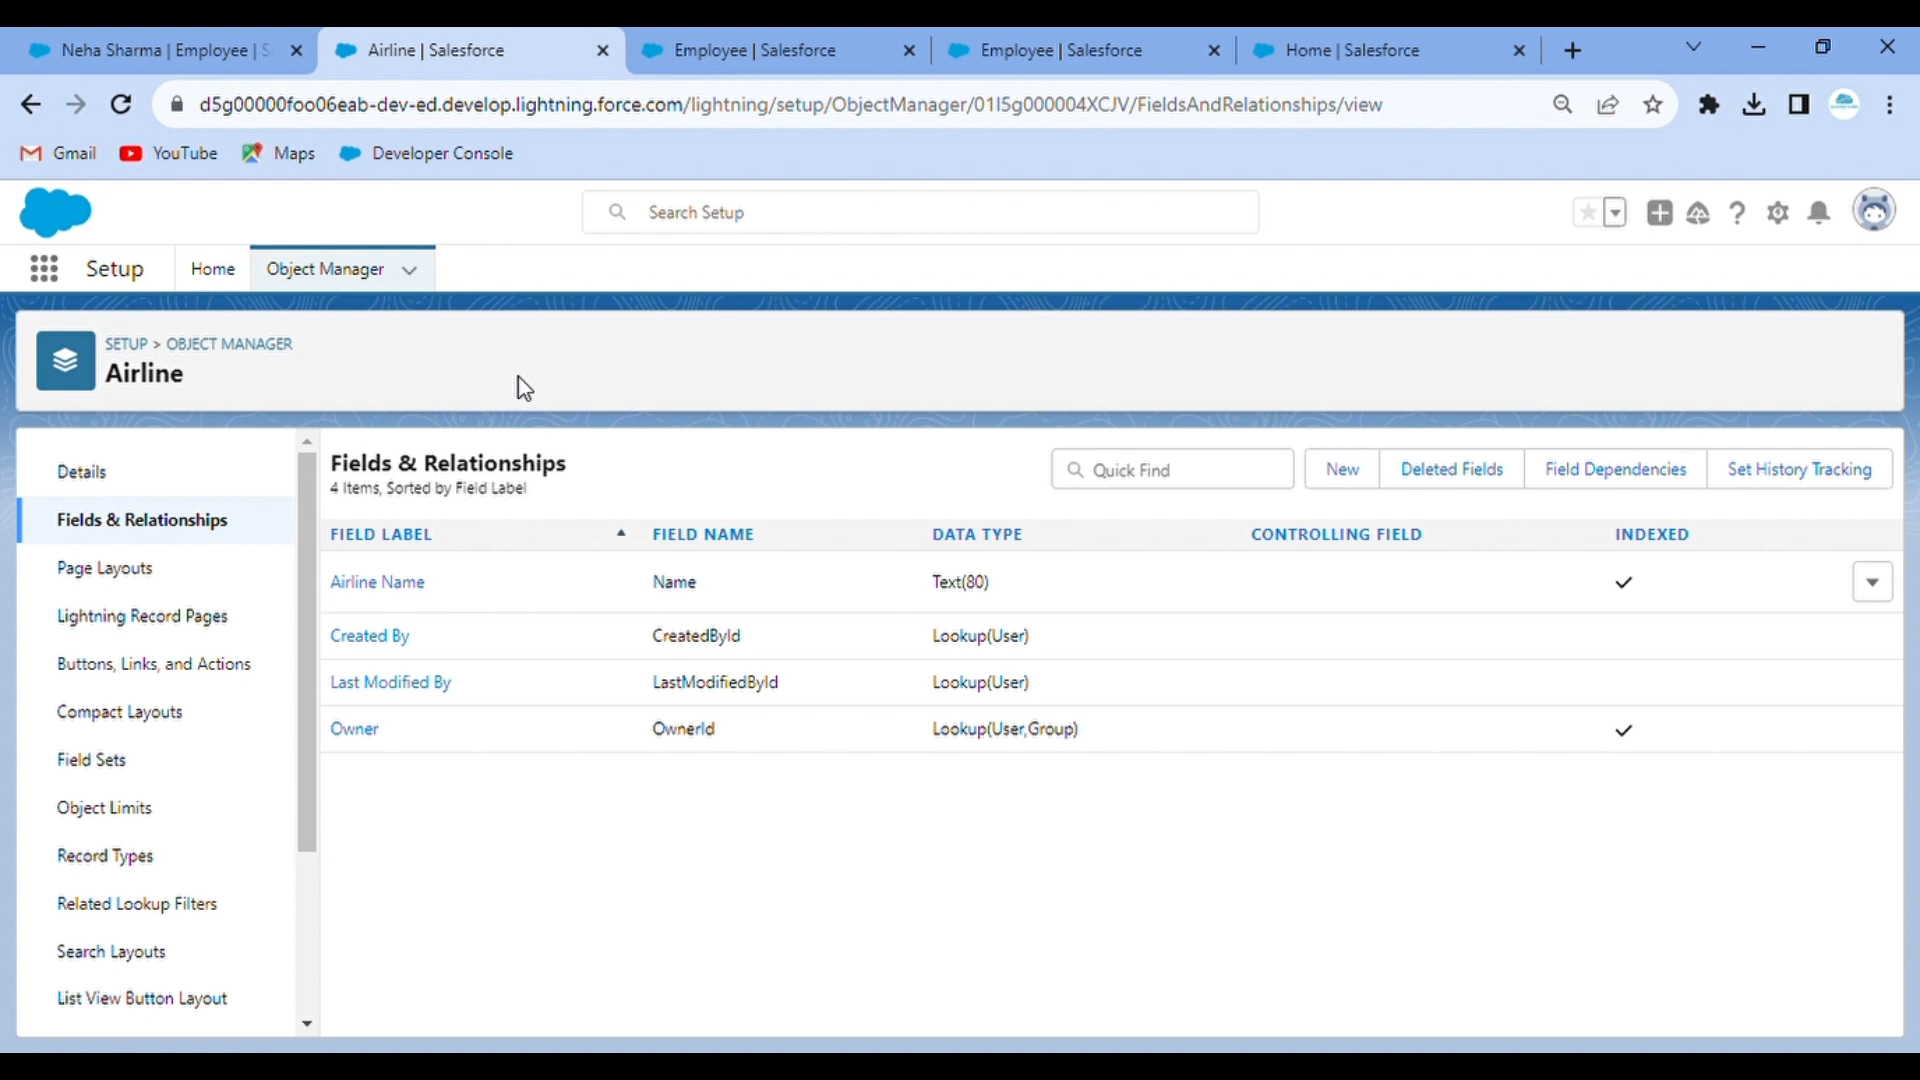 Neha Sharma | Employee | S
Airline | Salesforce
Employee | Salesforce
Employee | Salesforce
Home | Salesforce
d5g00000foo06eab-dev-ed.develop.lightning.force.com/lightning/setup/ObjectManager/01I5g000004XCJV/FieldsAndRelationships/view
Gmail
YouTube
Maps
Developer Console
Search Setup
Setup
Home
Object Manager
SETUP > OBJECT MANAGER
Airline
Details
Fields & Relationships
Page Layouts
Lightning Record Pages
Buttons, Links, and Actions
Compact Layouts
Field Sets
Object Limits
Record Types
Related Lookup Filters
Search Layouts
List View Button Layout
Fields & Relationships
4 Items, Sorted by Field Label
Quick Find
New
Deleted Fields
Field Dependencies
Set History Tracking
FIELD LABEL FIELD NAME DATA TYPE CONTROLLING FIELD INDEXED
Airline Name Name Text(80)
Created By CreatedById Lookup(User)
Last Modified By LastModifiedById Lookup(User)
Owner OwnerId Lookup(User,Group)